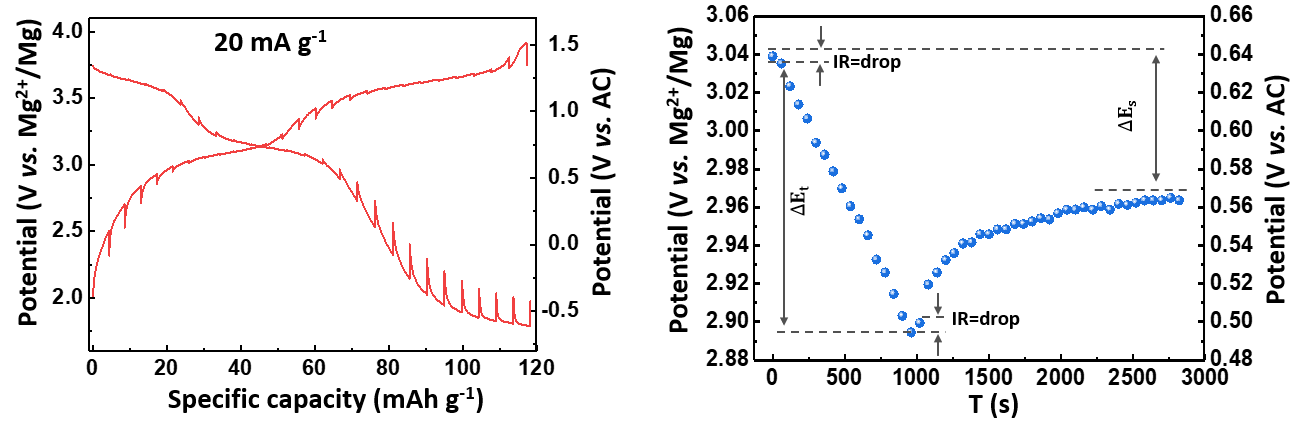 20 mA g-1
Potential (V vs. Mg2+/Mg)
4.0
3.5
3.0
2.5
2.0
1.5
1.0
0.5
0.0
-0.5
Potential (V vs. AC)
0 20 40 60 80 100 120
Specific capacity (mAh g-1)
Potential (V vs. Mg2+/Mg)
3.06
3.04
3.02
3.00
2.98
2.96
2.94
2.92
2.90
2.88
IR=drop
ΔEs
ΔEt
IR=drop
0.66
0.64
0.62
0.60
0.58
0.56
0.54
0.52
0.50
0.48
Potential (V vs. AC)
0 500 1000 1500 2000 2500 3000
T (s)